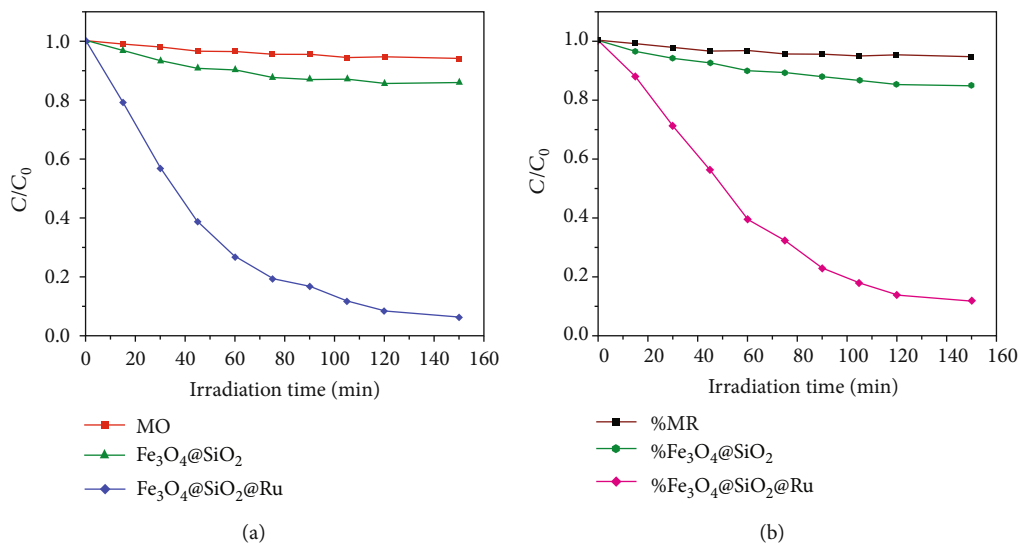 1.0
0.8
0.6
0.4
0.2
0.0
C/C₀
0 20 40 60 80 100 120 140 160
Irradiation time (min)
MO
Fe₃O₄@SiO₂
Fe₃O₄@SiO₂@Ru
(a)
1.0
0.8
0.6
0.4
0.2
0.0
C/C₀
0 20 40 60 80 100 120 140 160
Irradiation time (min)
%MR
%Fe₃O₄@SiO₂
%Fe₃O₄@SiO₂@Ru
(b)